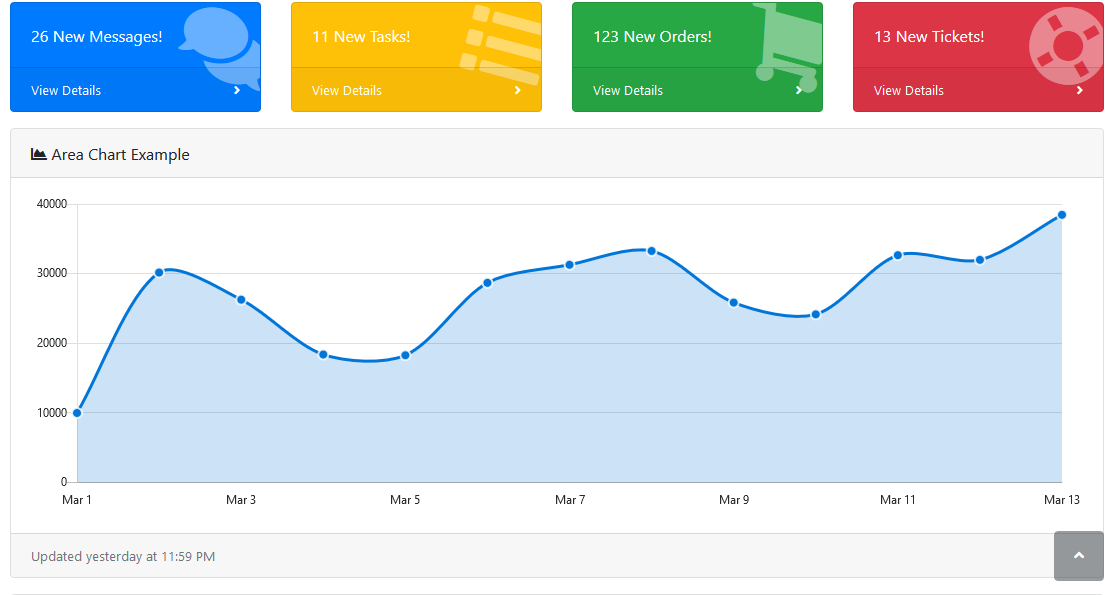 26 New Messages!
11 New Tasks!
123 New Orders!
13 New Tickets!
View Details
View Details
View Details
View Details
Area Chart Example
40000
30000
20000
10000
0
Mar 1
Mar 3
Mar 5
Mar 7
Mar 9
Mar 11
Mar 13
Updated yesterday at 11:59 PM